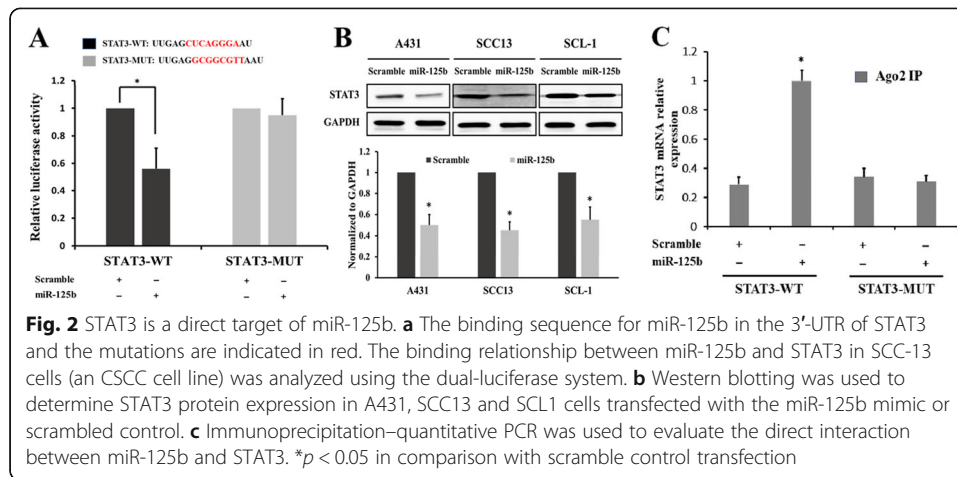 A
STAT3-WT: UUGAGCUCAGGGAAU
STAT3-MUT: UUGAGGCGGCGTTAAU
Relative luciferase activity
1.2
1
0.8
0.6
0.4
0.2
0
*
STAT3-WT
STAT3-MUT
Scramble + – + –
miR-125b – + – +
B
A431 SCC13 SCL-1
Scramble miR-125b Scramble miR-125b Scramble miR-125b
STAT3
GAPDH
Scramble miR-125b
Normalized to GAPDH
1.2
1
0.8
0.6
0.4
0.2
0
* * *
A431 SCC13 SCL-1
C
Ago2 IP
STAT3 mRNA relative
expression
1.2
1
0.8
0.6
0.4
0.2
0
*
Scramble + – + –
miR-125b – + – +
STAT3-WT STAT3-MUT
Fig. 2 STAT3 is a direct target of miR-125b. a The binding sequence for miR-125b in the 3′-UTR of STAT3
and the mutations are indicated in red. The binding relationship between miR-125b and STAT3 in SCC-13
cells (an CSCC cell line) was analyzed using the dual-luciferase system. b Western blotting was used to
determine STAT3 protein expression in A431, SCC13 and SCL1 cells transfected with the miR-125b mimic or
scrambled control. c Immunoprecipitation–quantitative PCR was used to evaluate the direct interaction
between miR-125b and STAT3. *p < 0.05 in comparison with scramble control transfection